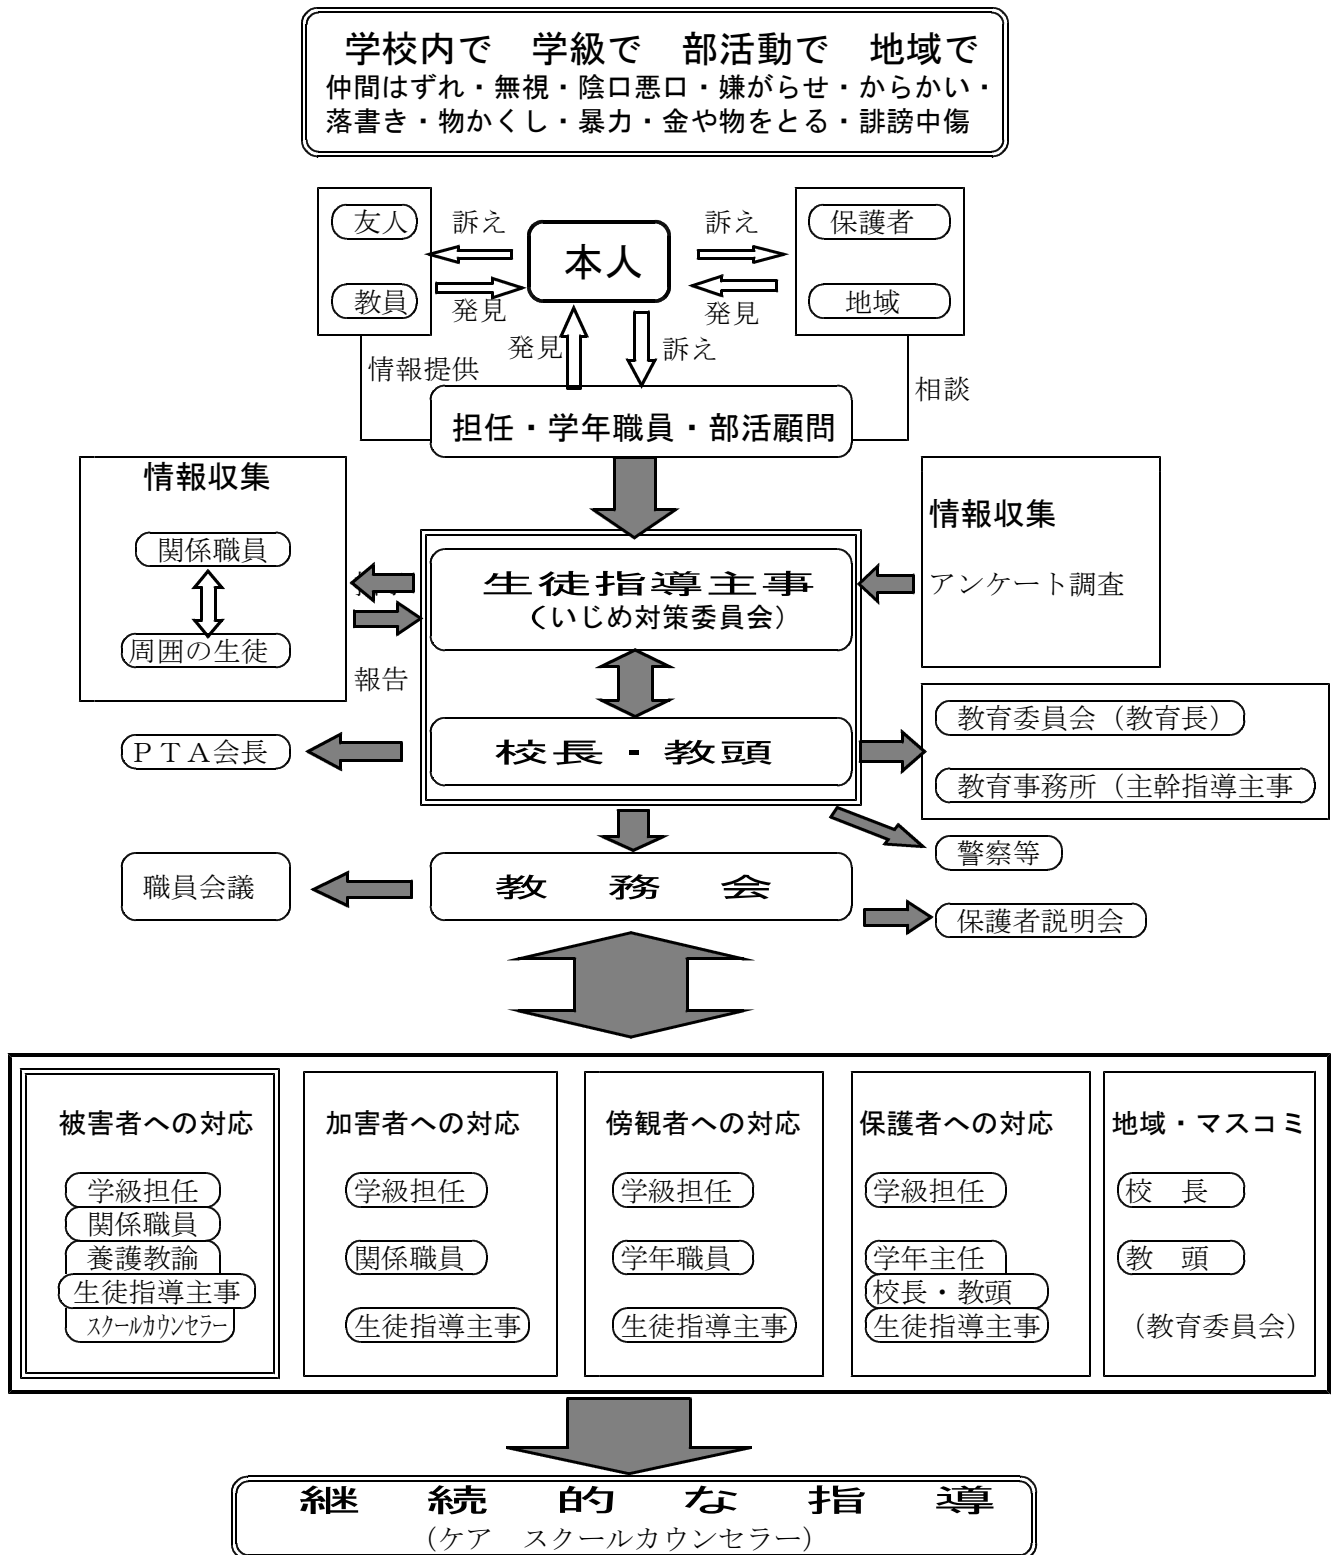 学校内で　学級で　部活動で　地域で
仲間はずれ・無視・陰口悪口・嫌がらせ・からかい・
落書き・物かくし・暴力・金や物をとる・誹謗中傷
友人
訴え
本人
訴え
保護者
教員
発見
発見
地域
情報提供
発見
訴え
相談
担任・学年職員・部活顧問
情報収集
関係職員
周囲の生徒
報告
生徒指導主事
（いじめ対策委員会）
情報収集
アンケート調査
校長・教頭
ＰＴＡ会長
教育委員会（教育長）
教育事務所（主幹指導主事
警察等
職員会議
教　務　会
保護者説明会
被害者への対応
学級担任
関係職員
養護教諭
生徒指導主事
スクールカウンセラー
加害者への対応
学級担任
関係職員
生徒指導主事
傍観者への対応
学級担任
学年職員
生徒指導主事
保護者への対応
学級担任
学年主任
校長・教頭
生徒指導主事
地域・マスコミ
校　長
教　頭
（教育委員会）
継　続　的　な　指　導
（ケア　スクールカウンセラー）